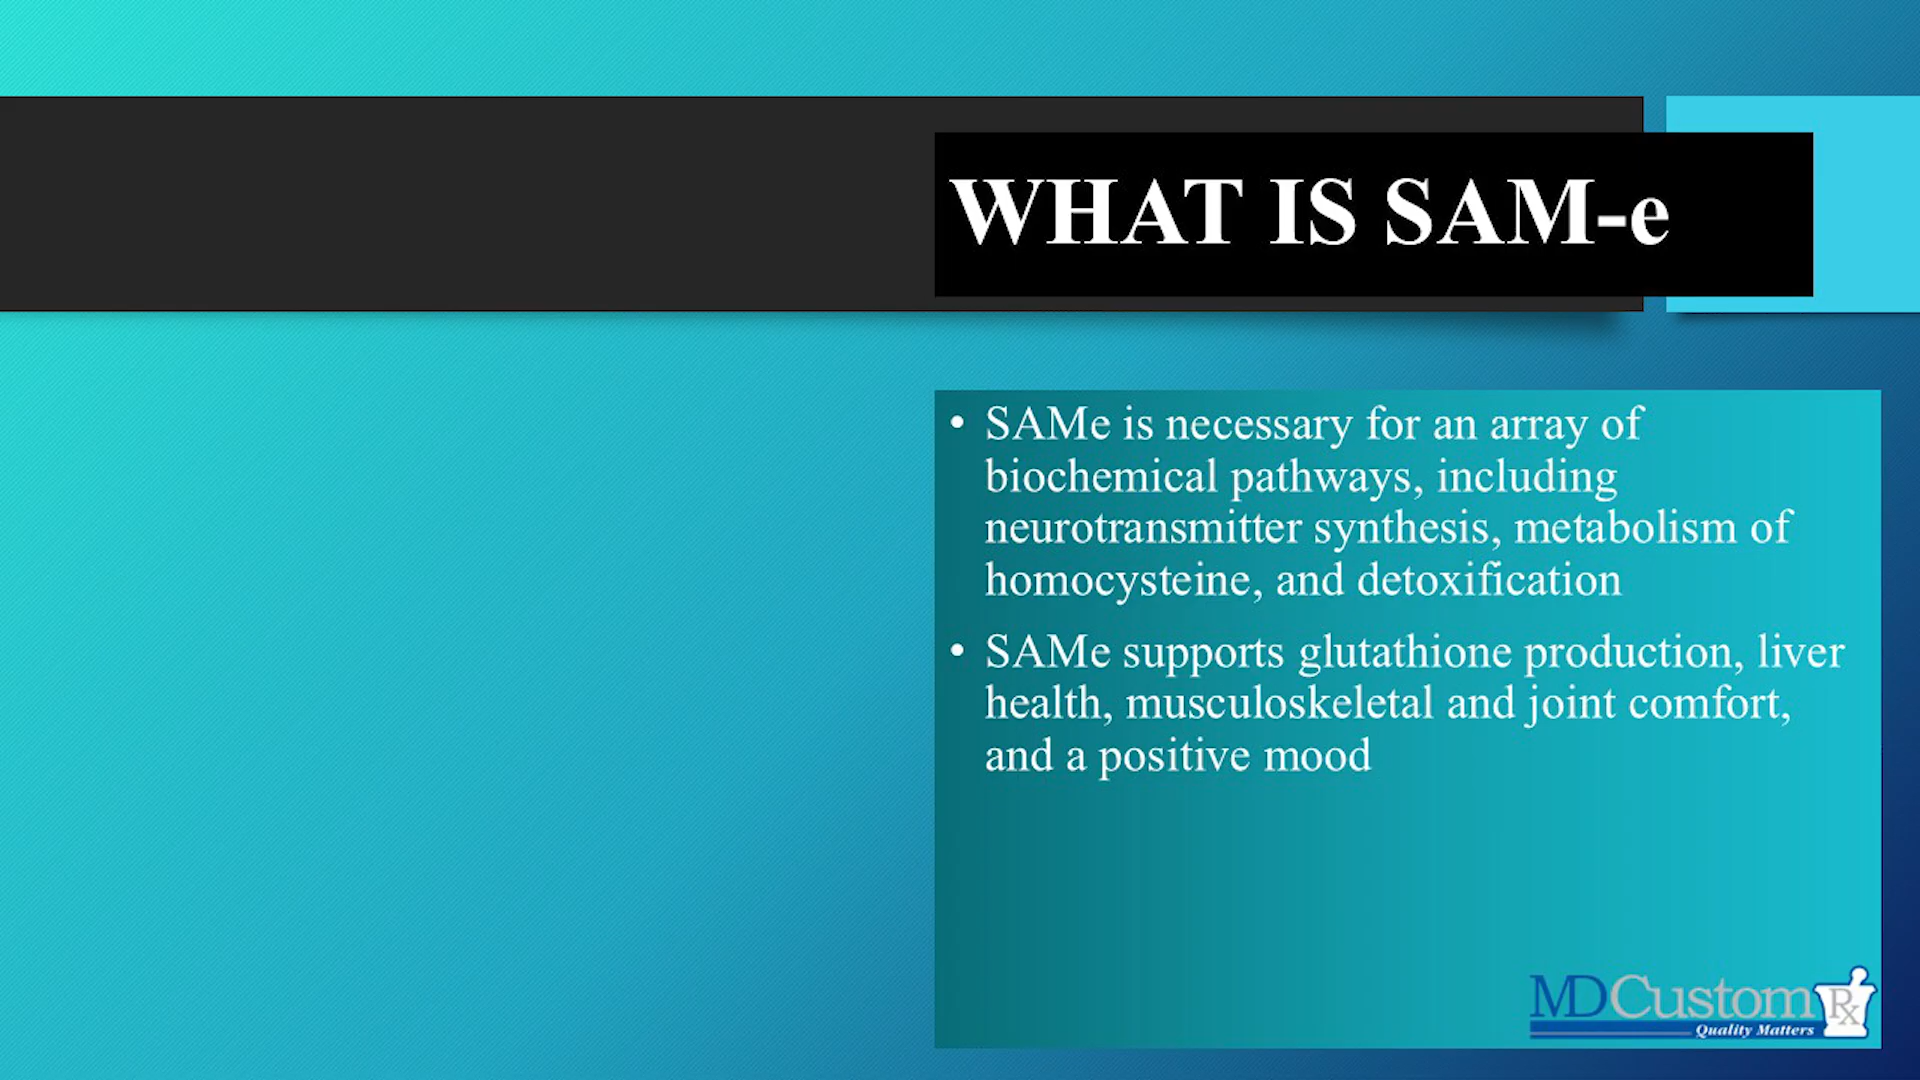 WHAT IS SAM-e
• SAMe is necessary for an array of
biochemical pathways, including
neurotransmitter synthesis, metabolism of
homocysteine, and detoxification
• SAMe supports glutathione production, liver
health, musculoskeletal and joint comfort,
and a positive mood
MDCustom Rx
Quality Matters